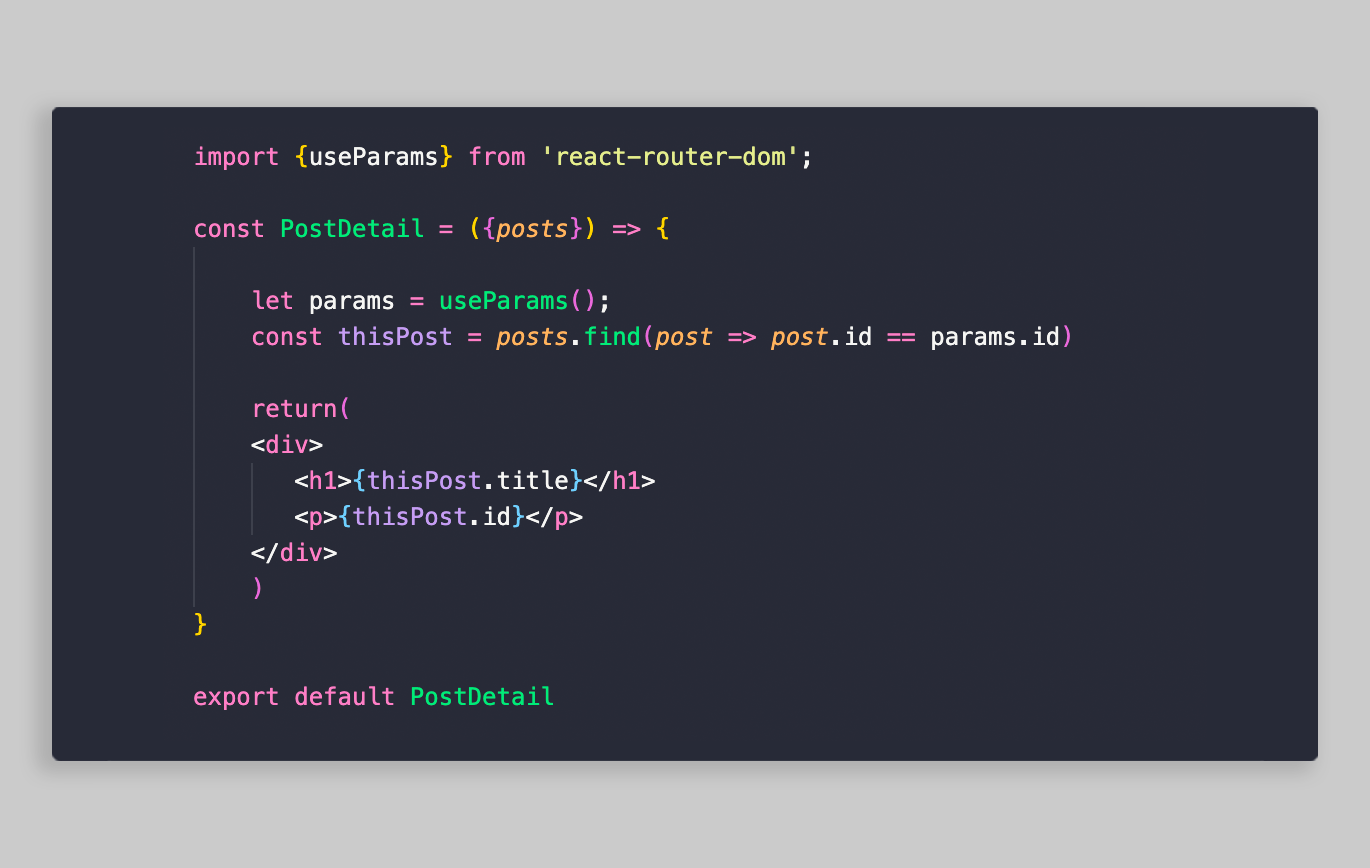 import {useParams} from 'react-router-dom';
const PostDetail = ({posts}) => {
let params = useParams();
const thisPost = posts.find(post => post.id == params.id)
return(
<div>
<h1>{thisPost.title}</h1>
<p>{thisPost.id}</p>
</div>
)
}
export default PostDetail